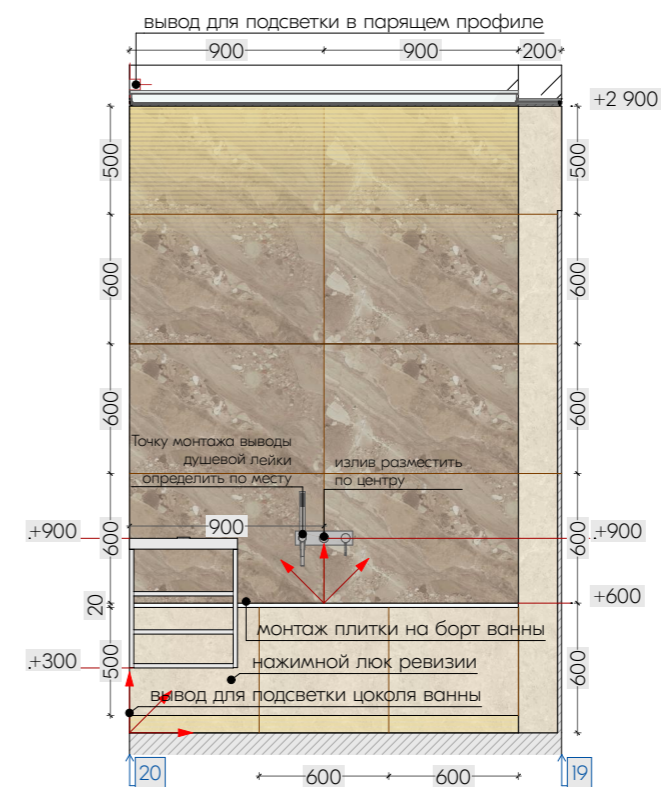 вывод для подсветки в парящем профиле
900 900 200
+2 900
500 500
600 600
600 600
Точку монтажа выводы
душевой лейки
определить по месту
излив разместить
по центру
900
.+900 +900
600 600
+600
20
монтаж плитки на борт ванны
.+300
нажимной люк ревизии
500 600
вывод для подсветки цоколя ванны
20 19
600 600